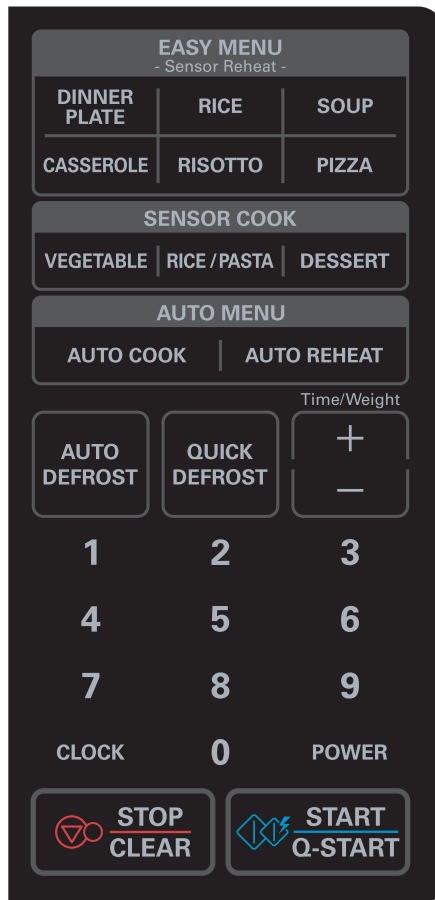 EASY MENU
- Sensor Reheat -
DINNER PLATE RICE SOUP
CASSEROLE RISOTTO PIZZA
SENSOR COOK
VEGETABLE RICE / PASTA DESSERT
AUTO MENU
AUTO COOK AUTO REHEAT
Time/Weight
AUTO DEFROST
QUICK DEFROST
+
−
1 2 3
4 5 6
7 8 9
CLOCK 0 POWER
STOP
CLEAR
START
Q-START